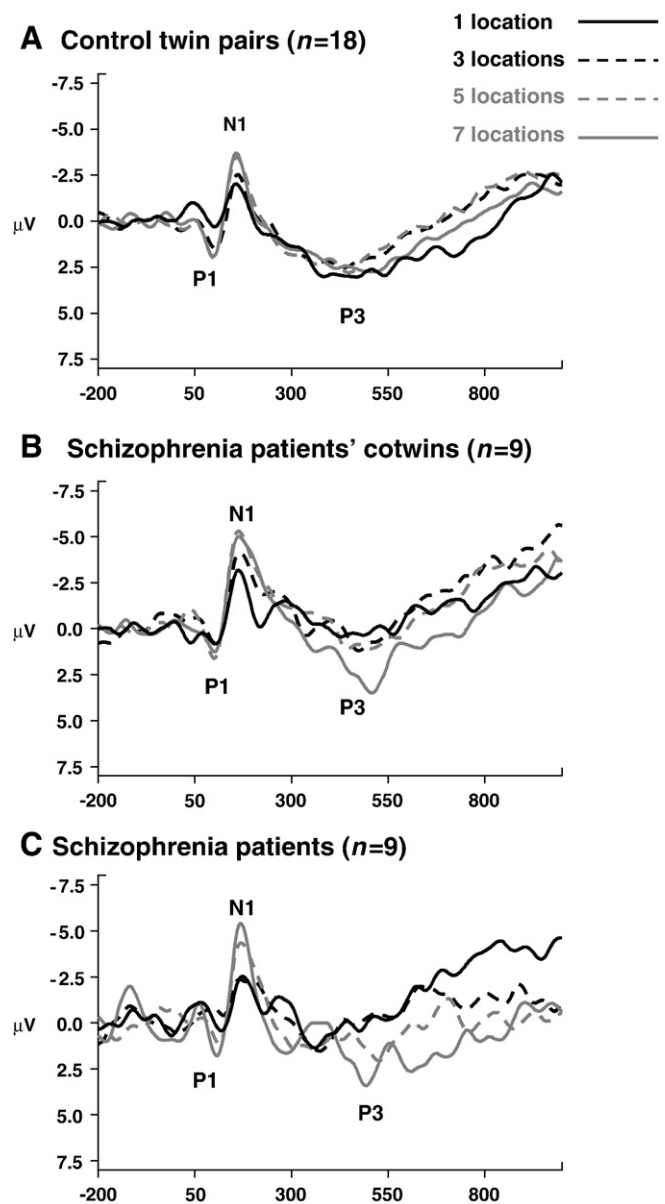 1 location
3 locations
5 locations
7 locations
A Control twin pairs (n=18)
-7.5
-5.0
N1
-2.5
μV
0.0
P1
2.5
P3
5.0
7.5
-200 50 300 550 800
B Schizophrenia patients’ cotwins (n=9)
-7.5
N1
-5.0
-2.5
μV
0.0
P1
2.5
P3
5.0
7.5
-200 50 300 550 800
C Schizophrenia patients (n=9)
-7.5
N1
-5.0
-2.5
μV
0.0
P1
2.5
P3
5.0
7.5
-200 50 300 550 800